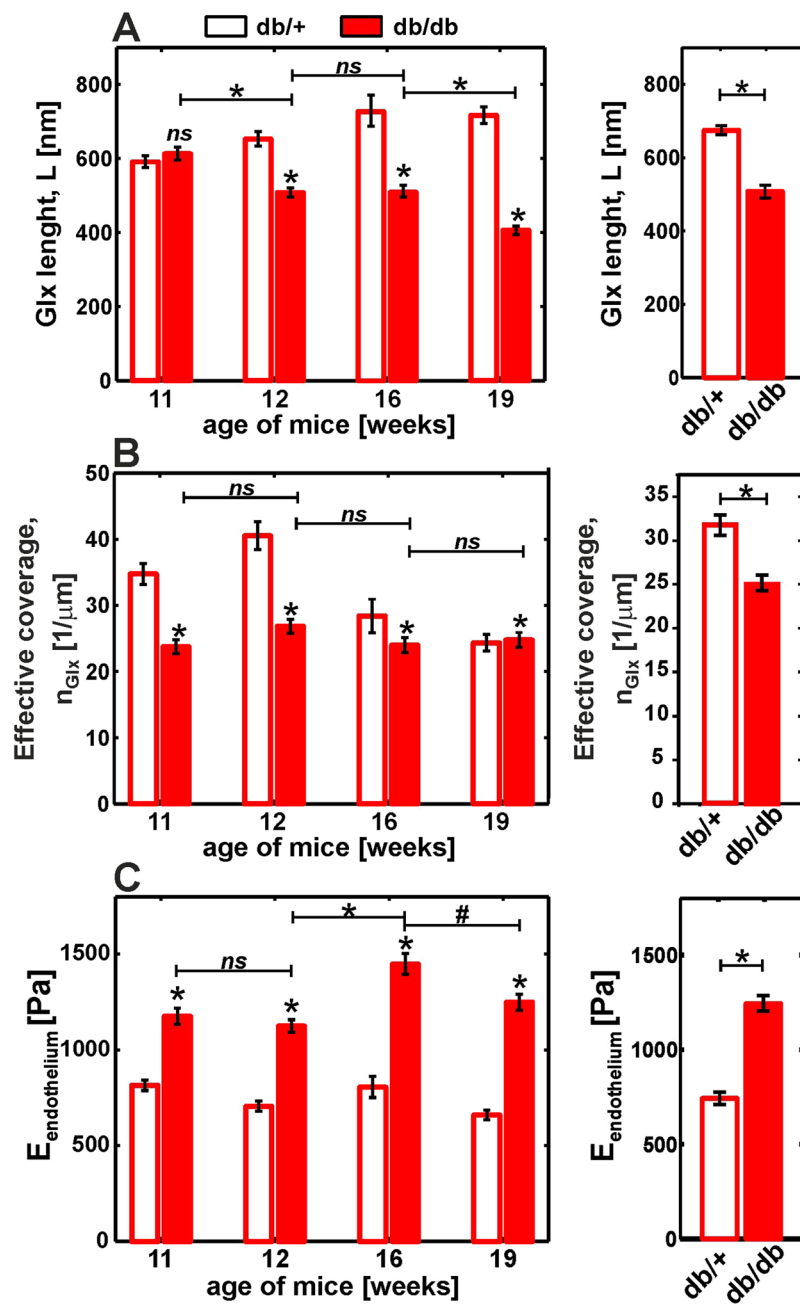 A
db/+ db/db
ns
* *
ns
* * *
800
600
400
200
0
Glx lenght, L [nm]
11 12 16 19
age of mice [weeks]
*
800
600
400
200
0
Glx lenght, L [nm]
db/+ db/db
B
ns
ns
ns
* * * *
50
40
30
20
10
0
Effective coverage,
nGlx [1/μm]
11 12 16 19
age of mice [weeks]
*
35
30
25
20
15
10
5
0
Effective coverage,
nGlx [1/μm]
db/+ db/db
C
* #
ns
* * * *
1500
1000
500
0
Eendothelium [Pa]
11 12 16 19
age of mice [weeks]
*
1500
1000
500
0
Eendothelium [Pa]
db/+ db/db